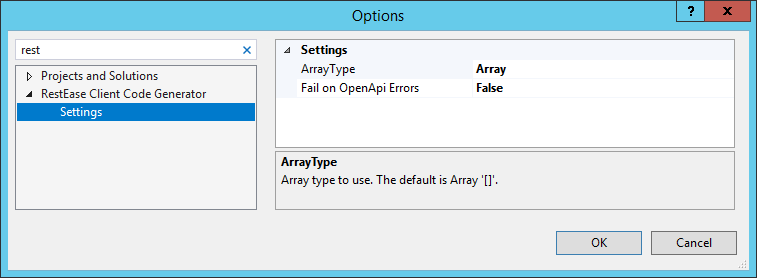 Options
?
rest
Projects and Solutions
RestEase Client Code Generator
Settings
Settings
ArrayType Array
Fail on OpenApi Errors False
ArrayType
Array type to use. The default is Array '[]'.
OK Cancel